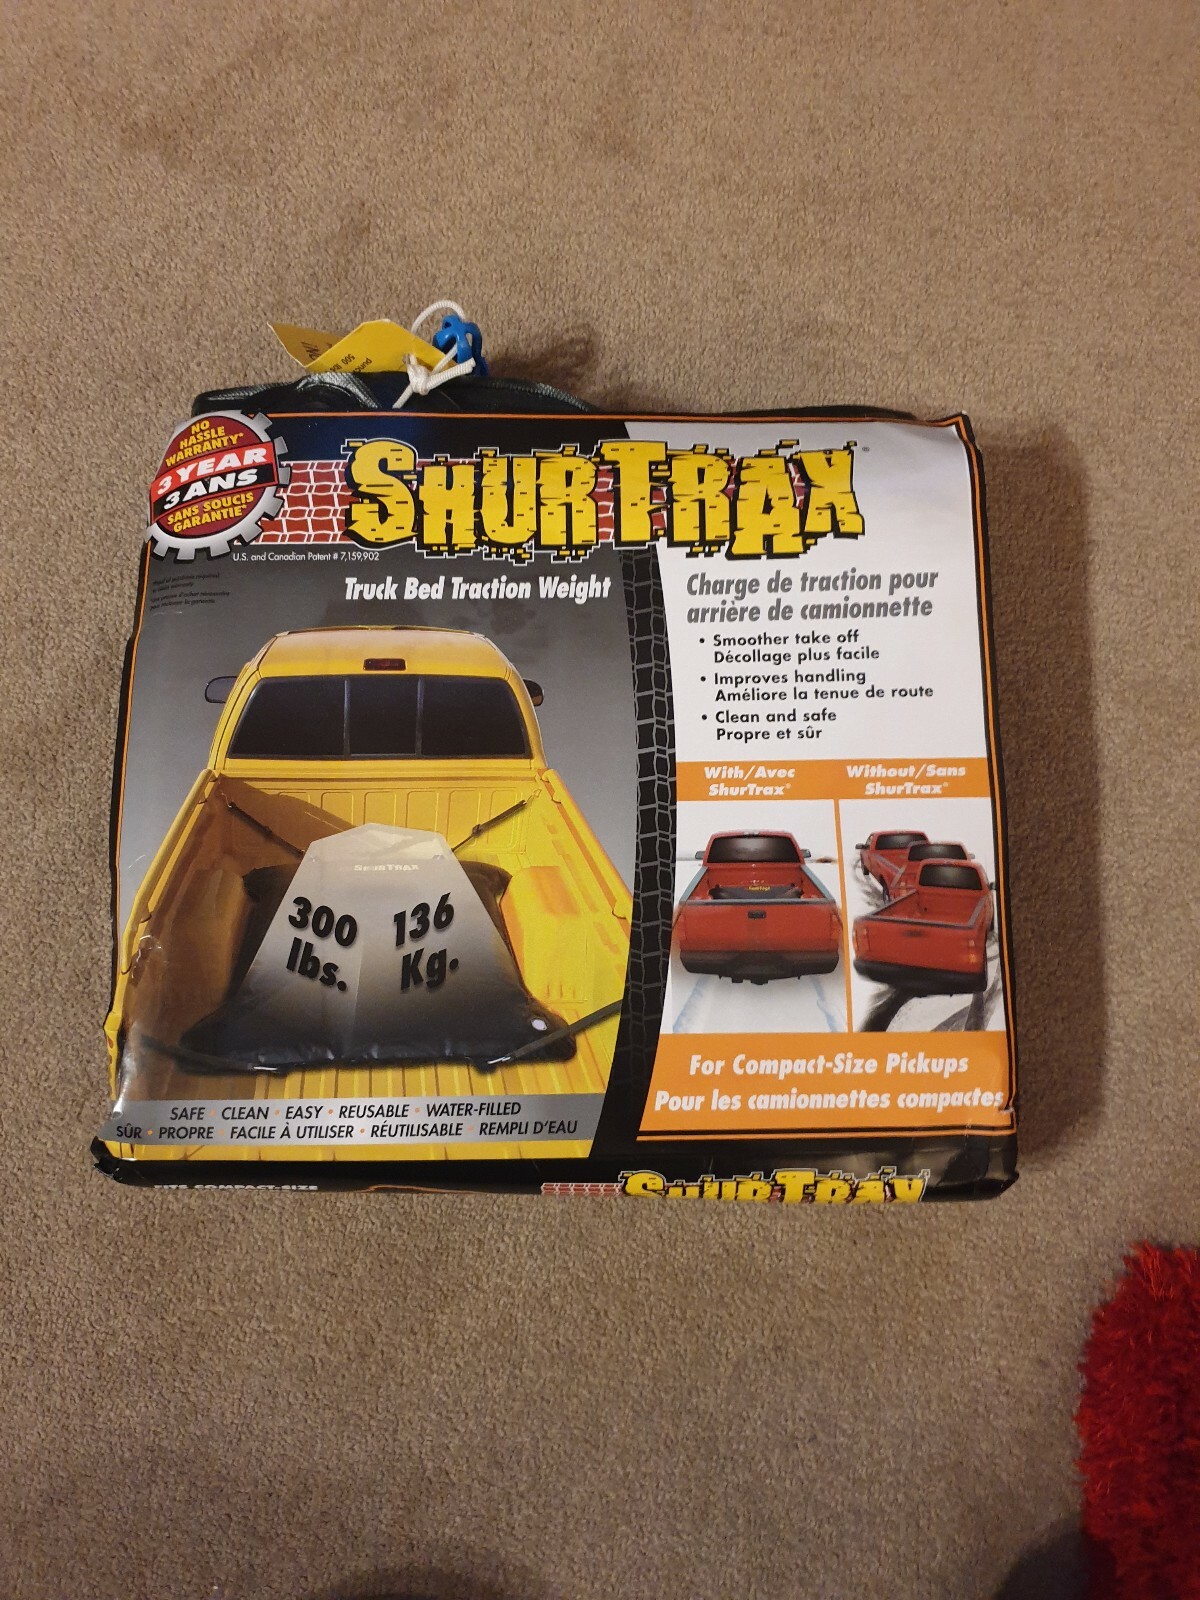 NO
HASSLE
WARRANTY*
3 YEAR
3 ANS
SANS SOUCIS
GARANTIE*
SHURTRAX®
U.S. and Canadian Patent # 7,159,902
Truck Bed Traction Weight
Charge de traction pour
arrière de camionnette
• Smoother take off
Décollage plus facile
• Improves handling
Améliore la tenue de route
• Clean and safe
Propre et sûr
With/Avec
ShurTrax®
Without/Sans
ShurTrax®
SHURTRAX
300
lbs.
136
Kg.
For Compact-Size Pickups
Pour les camionnettes compactes
SAFE • CLEAN • EASY • REUSABLE • WATER-FILLED
SÛR • PROPRE • FACILE À UTILISER • RÉUTILISABLE • REMPLI D'EAU
FITS COMPACT-SIZE
SHURTRAX